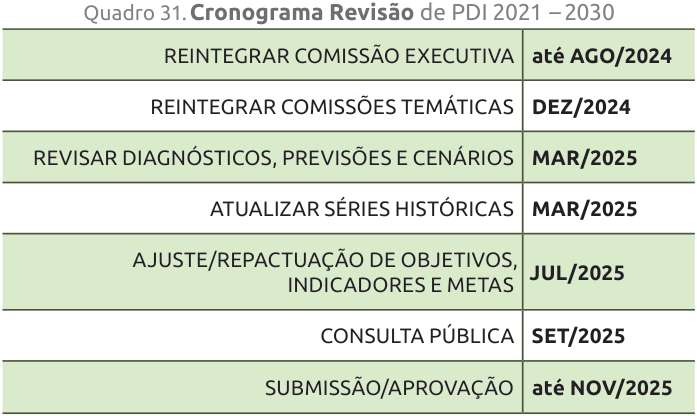 Quadro 31. Cronograma Revisão de PDI 2021 – 2030
REINTEGRAR COMISSÃO EXECUTIVA até AGO/2024
REINTEGRAR COMISSÕES TEMÁTICAS DEZ/2024
REVISAR DIAGNÓSTICOS, PREVISÕES E CENÁRIOS MAR/2025
ATUALIZAR SÉRIES HISTÓRICAS MAR/2025
AJUSTE/REPACTUAÇÃO DE OBJETIVOS,
INDICADORES E METAS JUL/2025
CONSULTA PÚBLICA SET/2025
SUBMISSÃO/APROVAÇÃO até NOV/2025